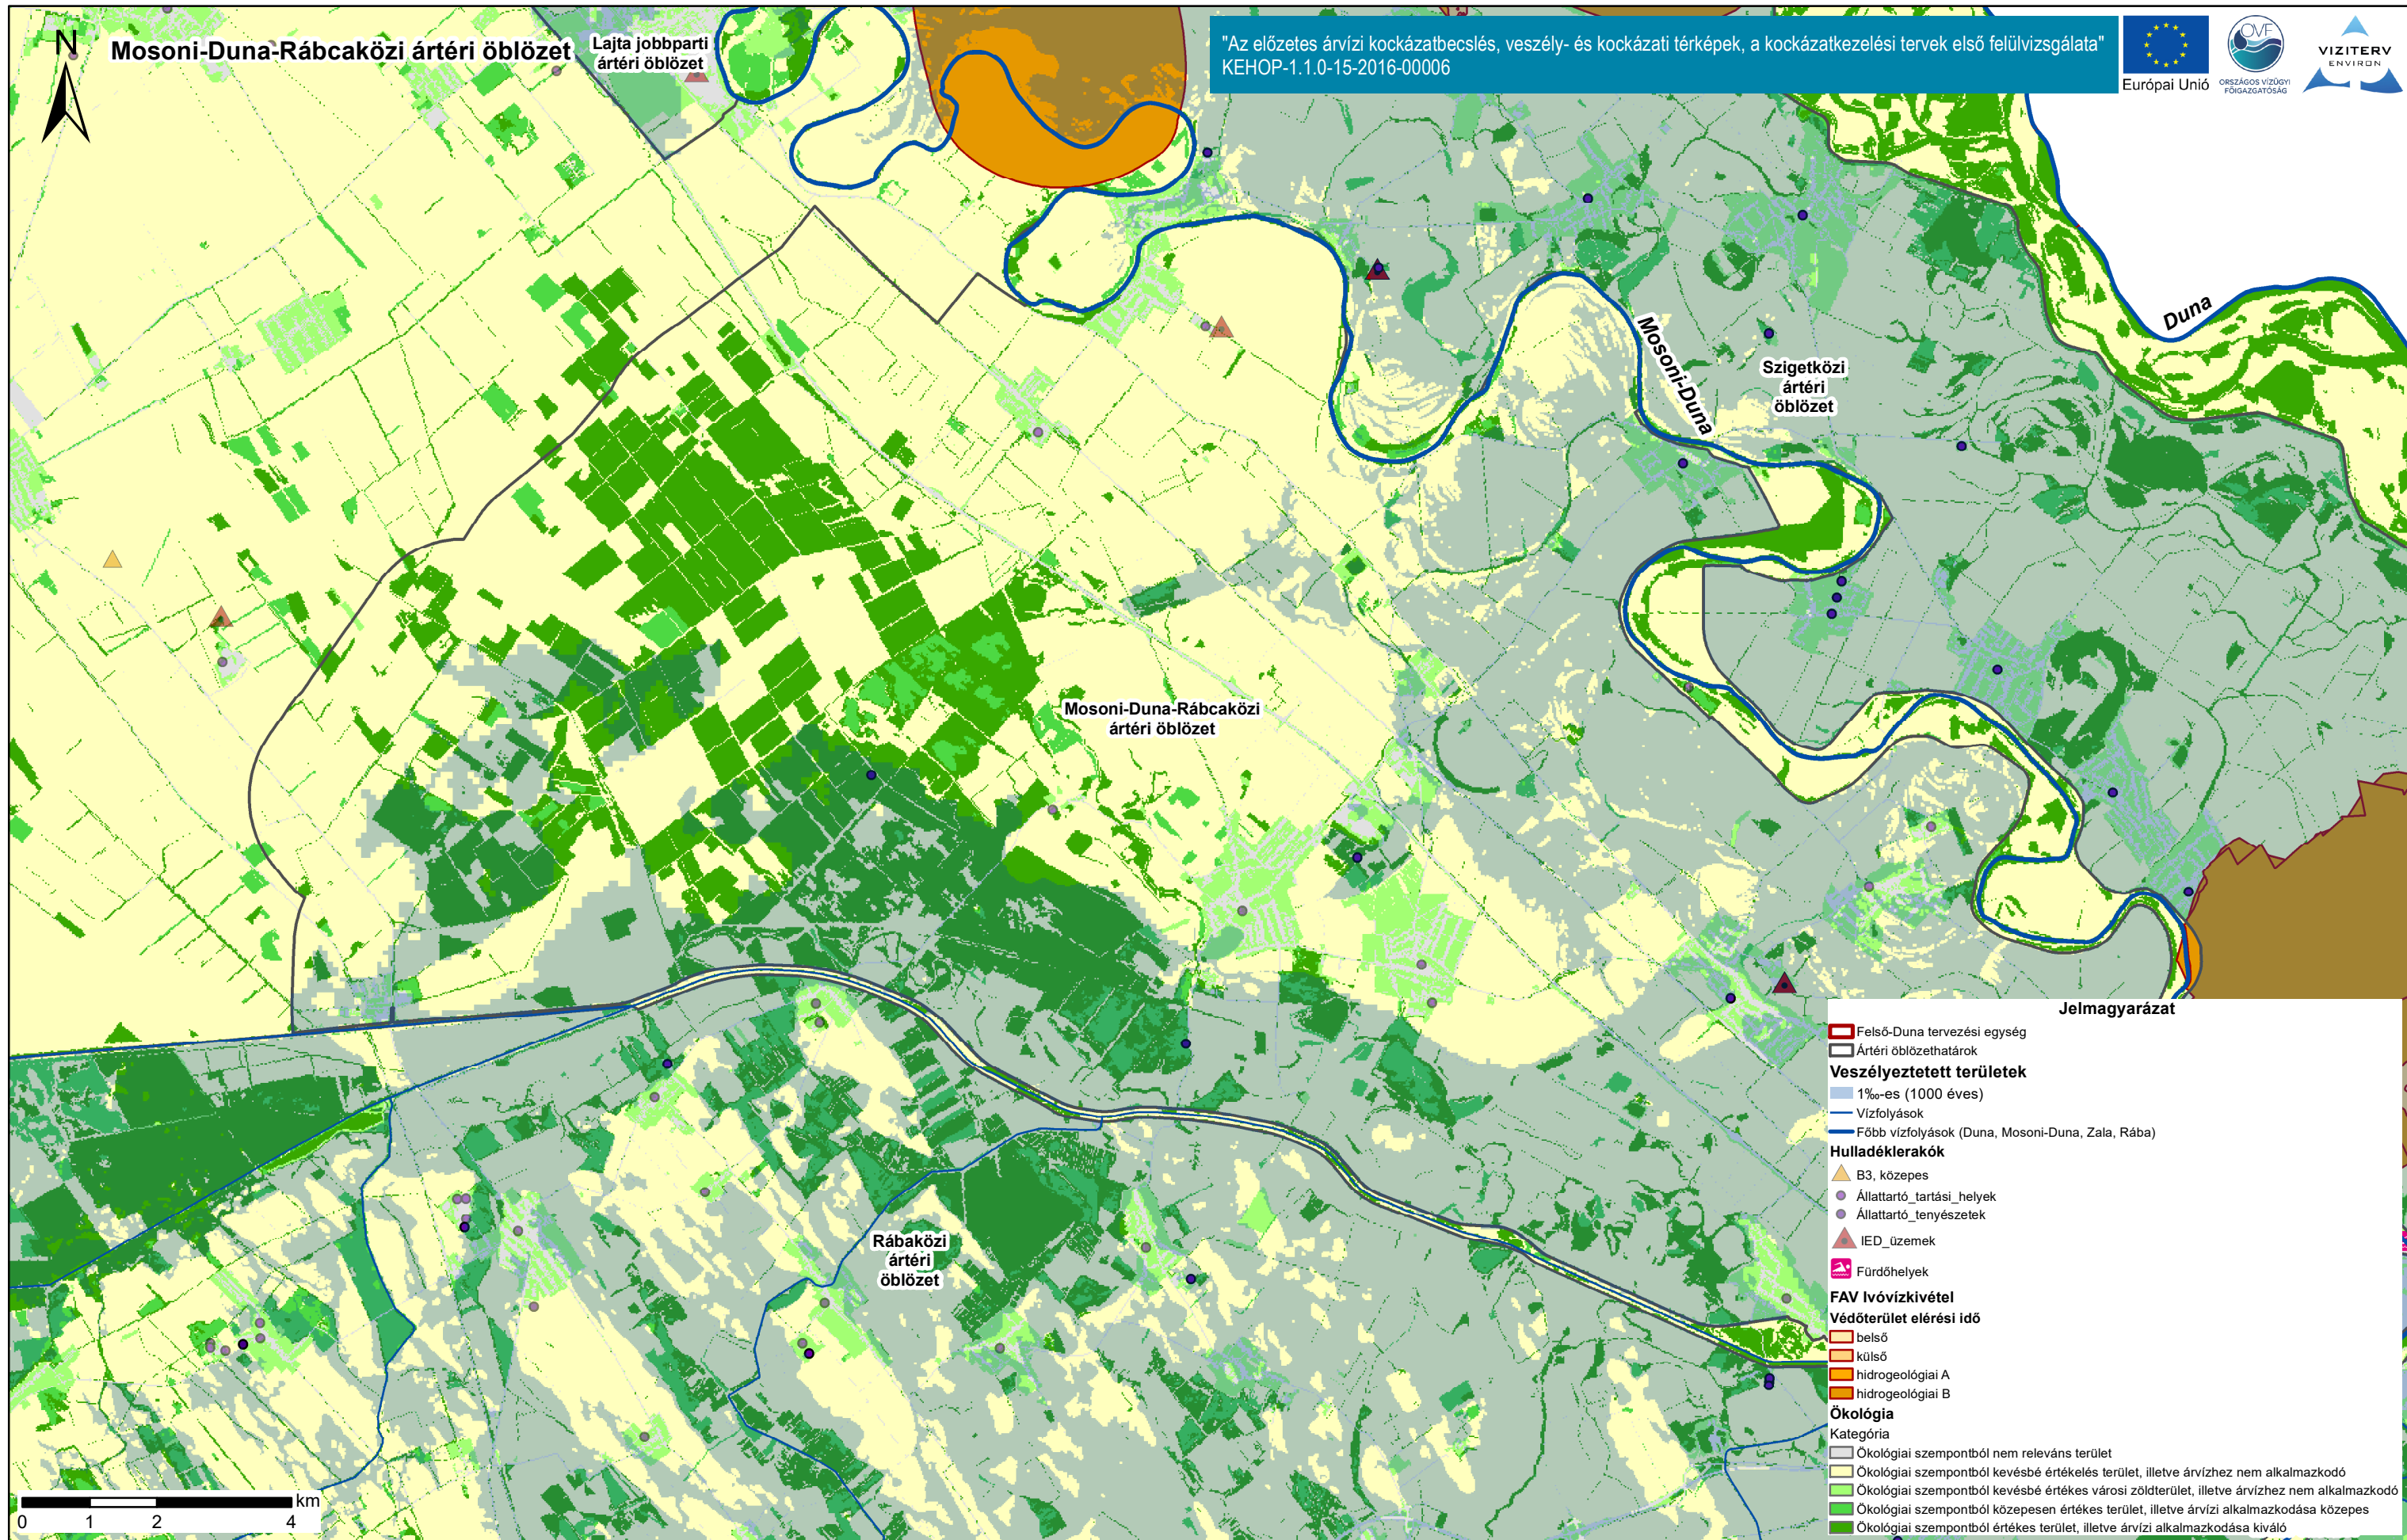 N
Mosoni-Duna-Rábcaközi ártéri öblözet
Lajta jobbparti
ártéri öblözet
"Az előzetes árvízi kockázatbecslés, veszély- és kockázati térképek, a kockázatkezelési tervek első felülvizsgálata"
KEHOP-1.1.0-15-2016-00006
Európai Unió
OVF
ORSZÁGOS VÍZÜGYI
FŐIGAZGATÓSÁG
VIZITERV
ENVIRON
Duna
Mosoni-Duna
Szigetközi
ártéri
öblözet
Mosoni-Duna-Rábcaközi
ártéri öblözet
Rábaközi
ártéri
öblözet
Jelmagyarázat
Felső-Duna tervezési egység
Ártéri öblözethatárok
Veszélyeztetett területek
1‰-es (1000 éves)
Vízfolyások
Főbb vízfolyások (Duna, Mosoni-Duna, Zala, Rába)
Hulladéklerakók
B3, közepes
Állattartó_tartási_helyek
Állattartó_tenyészetek
IED_üzemek
Fürdőhelyek
FAV Ivóvízkivétel
Védőterület elérési idő
belső
külső
hidrogeológiai A
hidrogeológiai B
Ökológia
Kategória
Ökológiai szempontból nem releváns terület
Ökológiai szempontból kevésbé értékelés terület, illetve árvízhez nem alkalmazkodó
Ökológiai szempontból kevésbé értékes városi zöldterület, illetve árvízhez nem alkalmazkodó
Ökológiai szempontból közepesen értékes terület, illetve árvízi alkalmazkodása közepes
Ökológiai szempontból értékes terület, illetve árvízi alkalmazkodása kiváló
km
0 1 2 4